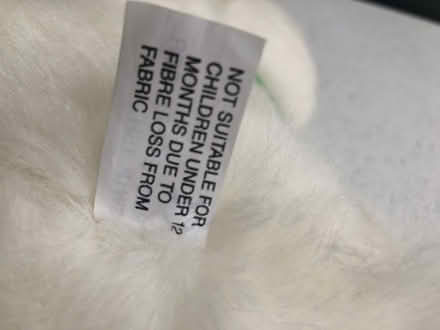 NOT SUITABLE FOR
CHILDREN UNDER 12
MONTHS DUE TO
FIBRE LOSS FROM
FABRIC